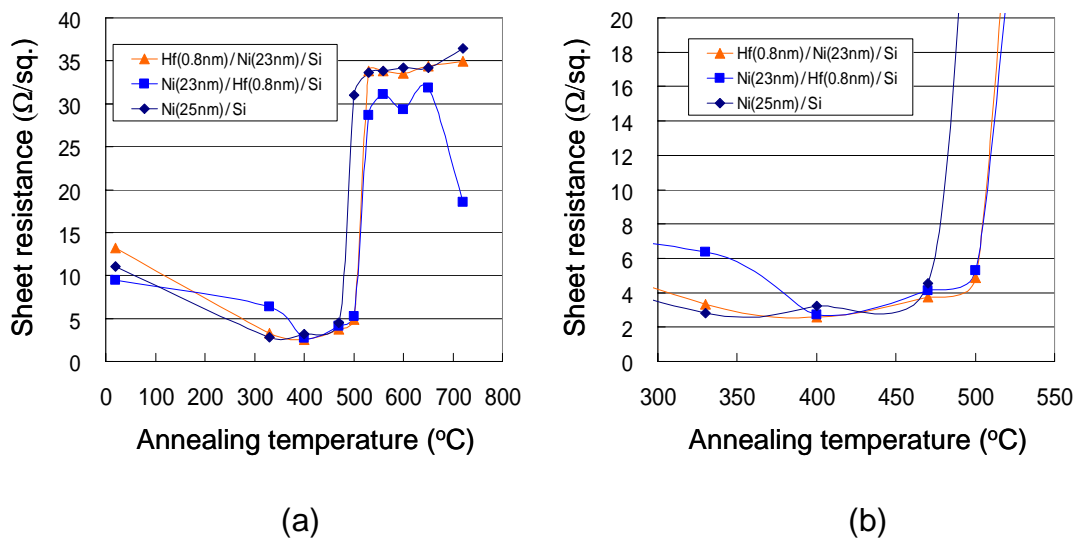 40
35
30
25
20
15
10
5
0
Sheet resistance (Ω/sq.)
Hf(0.8nm)/Ni(23nm)/Si
Ni(23nm)/Hf(0.8nm)/Si
Ni(25nm)/Si
0 100 200 300 400 500 600 700 800
Annealing temperature (°C)
(a)
20
18
16
14
12
10
8
6
4
2
0
Sheet resistance (Ω/sq.)
Hf(0.8nm)/Ni(23nm)/Si
Ni(23nm)/Hf(0.8nm)/Si
Ni(25nm)/Si
300 350 400 450 500 550
Annealing temperature (°C)
(b)